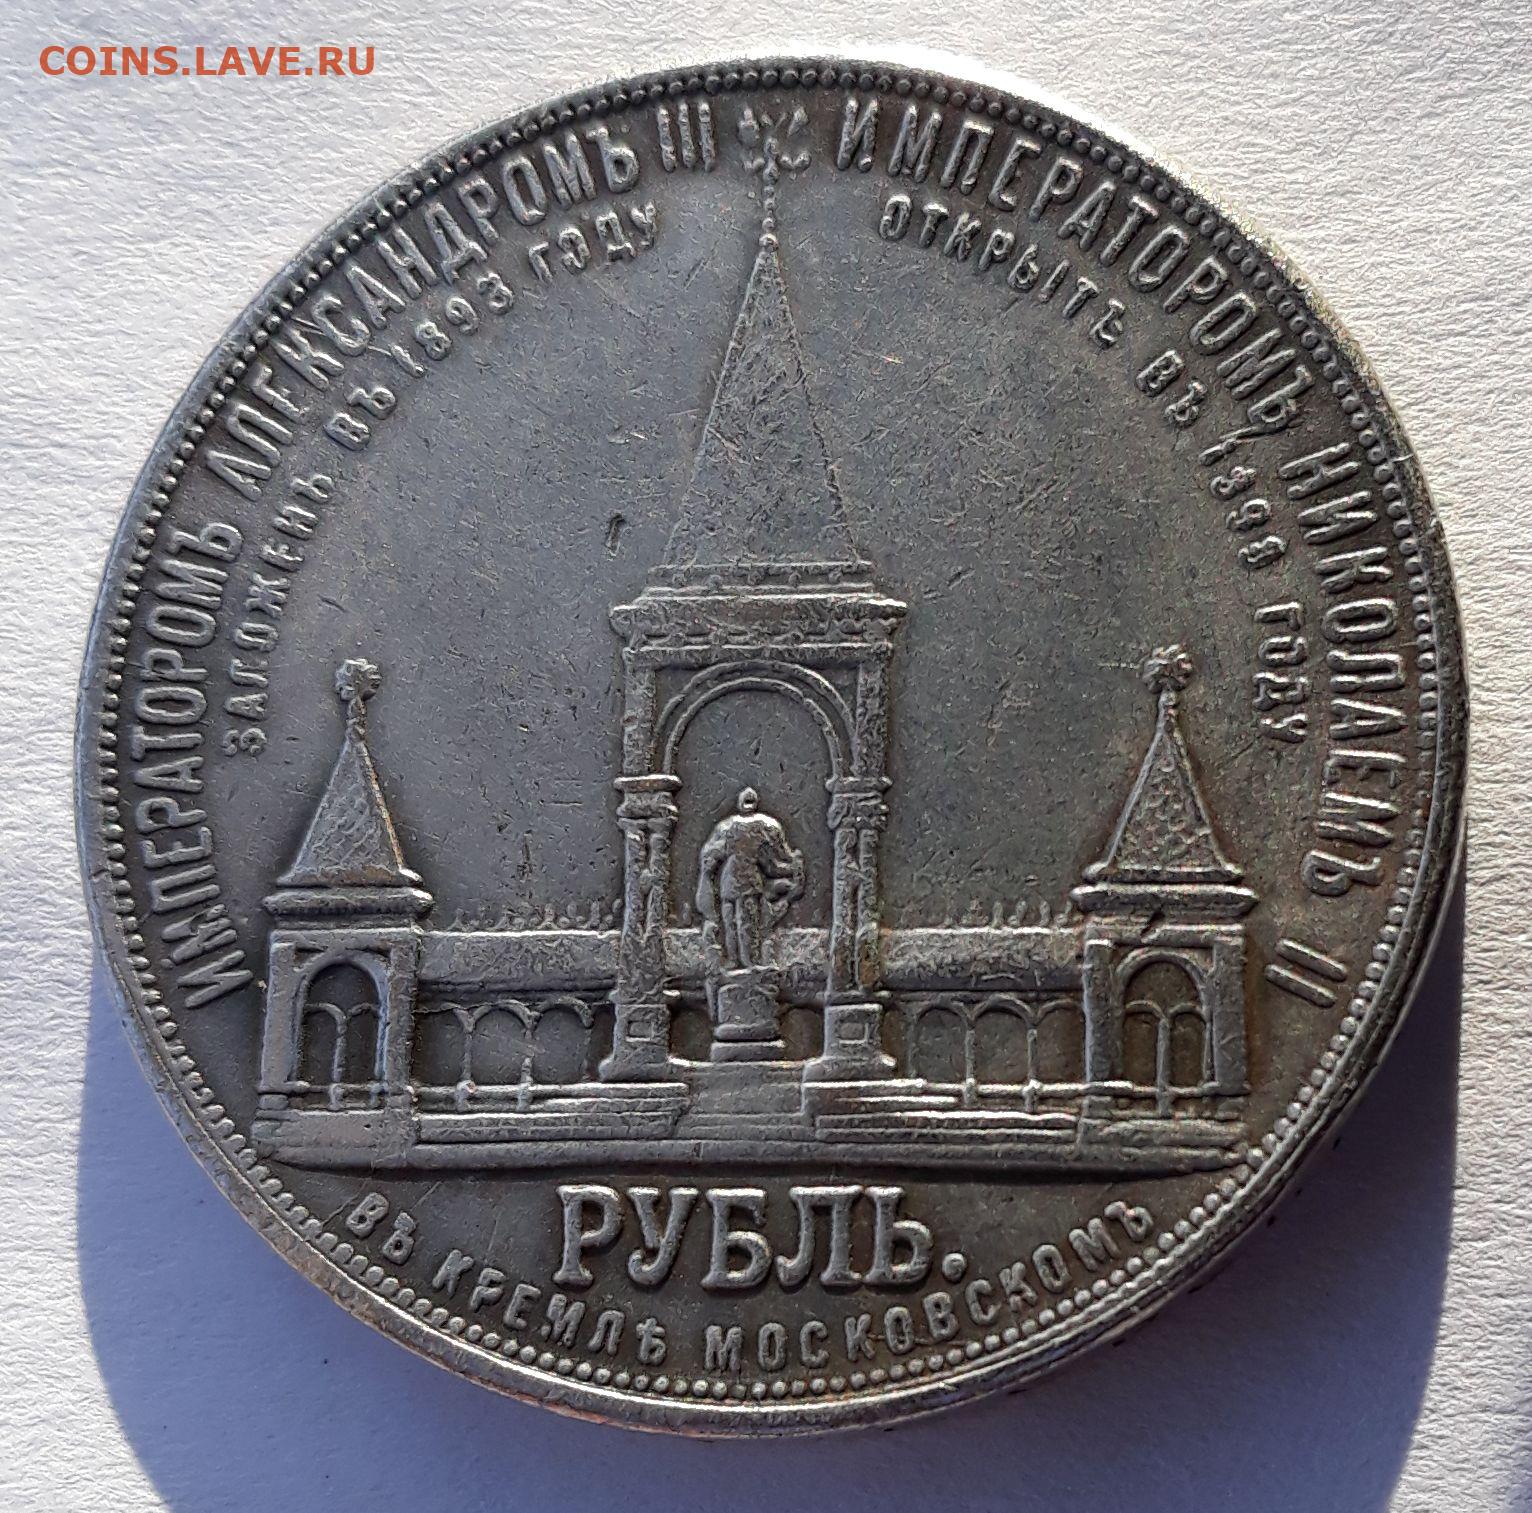 COINS.LAVE.RU
ИМПЕРАТОРОМЪ АЛЕКСАНДРОМЪ III
ЗАЛОЖЕНЪ ВЪ 1893 ГОДУ
И ИМПЕРАТОРОМЪ НИКОЛАЕМЪ II
ОТКРЫТЪ ВЪ 1898 ГОДУ
РУБЛЬ.
ВЪ КРЕМЛѢ МОСКОВСКОМЪ